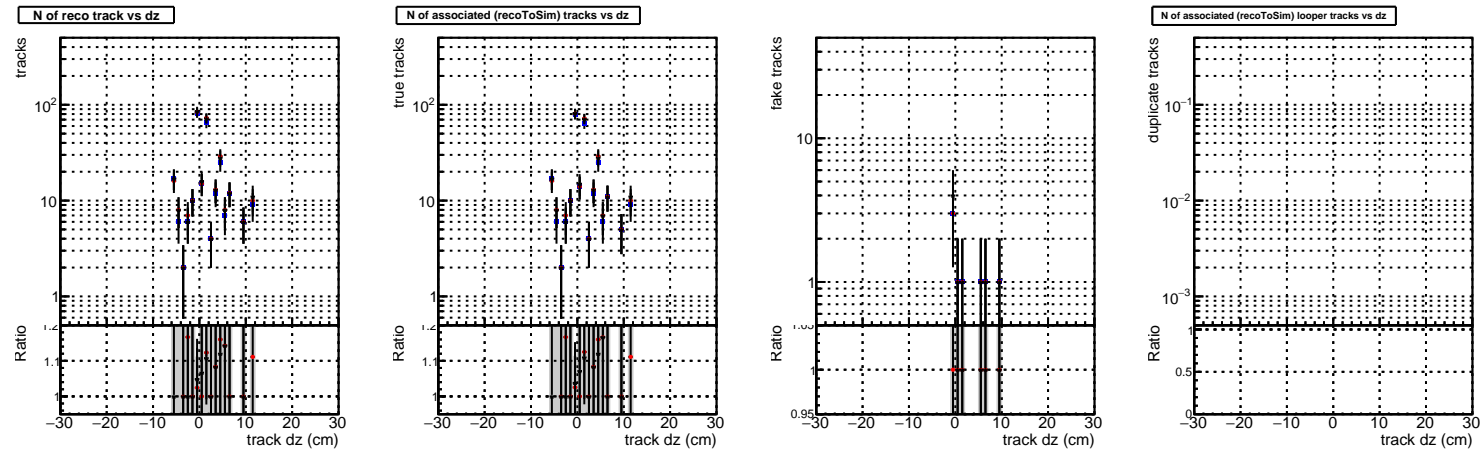 N of reco track vs dz
tracks
10²
10
1
Ratio
1.2
1.1
1
−30 −20 −10 0 10 20 30
track dz (cm)
N of associated (recoToSim) tracks vs dz
true tracks
10²
10
1
Ratio
1.2
1.1
1
−30 −20 −10 0 10 20 30
track dz (cm)
fake tracks
10
1
Ratio
1.05
1
0.95
−30 −20 −10 0 10 20 30
track dz (cm)
N of associated (recoToSim) looper tracks vs dz
duplicate tracks
10⁻¹
10⁻²
10⁻³
Ratio
1
0.5
0
−30 −20 −10 0 10 20 30
track dz (cm)